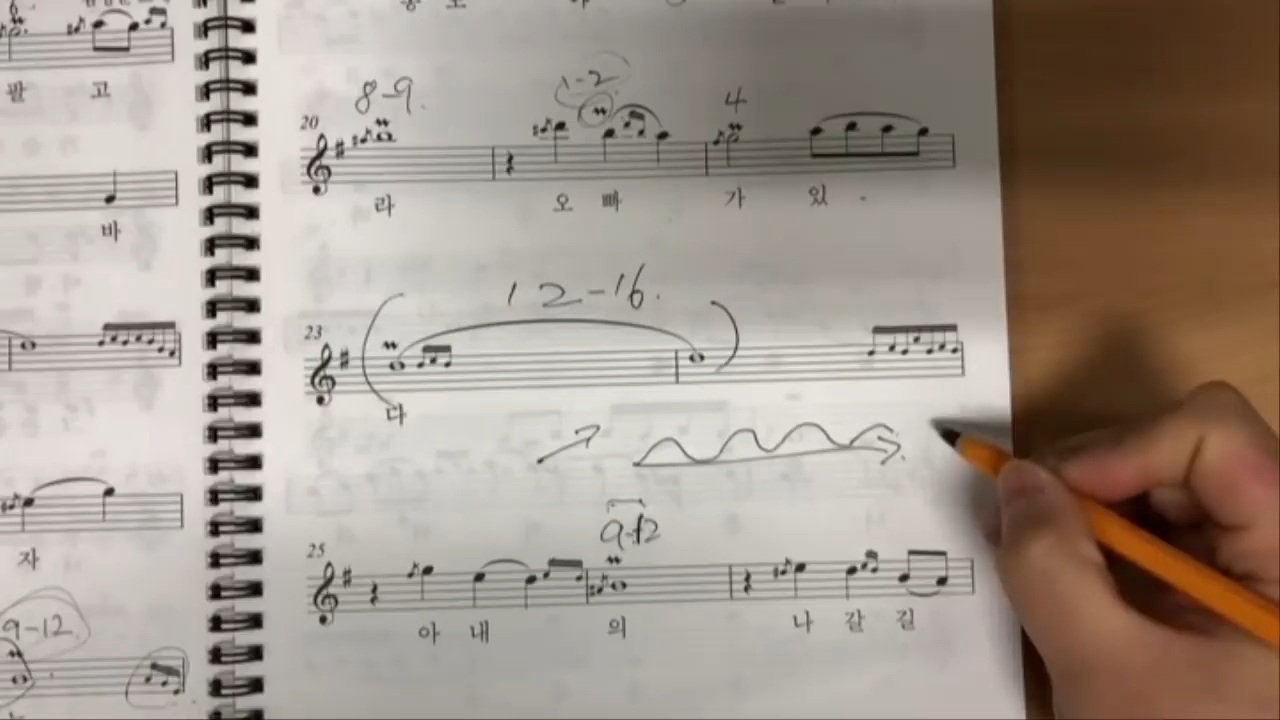 팔 고
바
자
9-12.
8-9.
1-2
4
20
라 오 빠 가 있 -
12-16.
23
다
9-12
25
아 내 의 나 갈 길